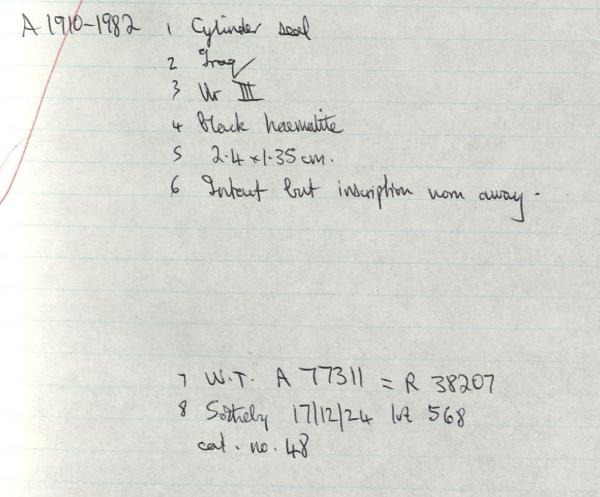 A 1910-1982 1 Cylinder seal
2 Iraq
3 Ur III
4 Black haematite
5 2.4 x 1.35 cm.
6 Intact but inscription worn away.
7 W.T. A 77311 = R 38207
8 Sotheby 17/12/24 lot 568
cat. no. 48